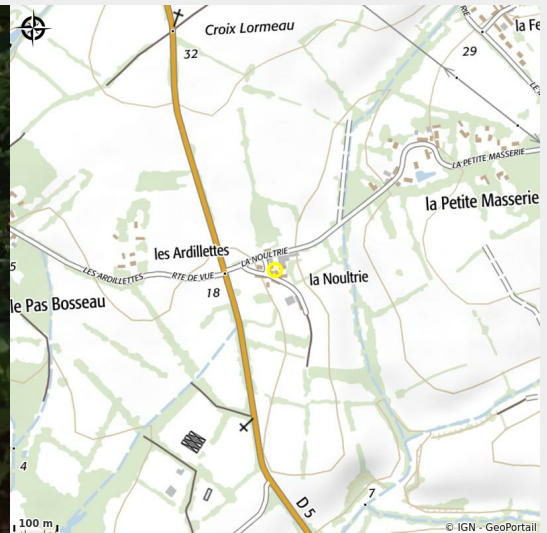 Croix Lormeau
32
29
la Fe
LA PETITE MASSERIE
la Petite Masserie
les Ardillettes
LA NOULTRIE
la Noultrie
LES ARDILLETTES
RTE DE VUE
18
5
le Pas Bosseau
4
7
D 5
100 m
© IGN - GeoPortail